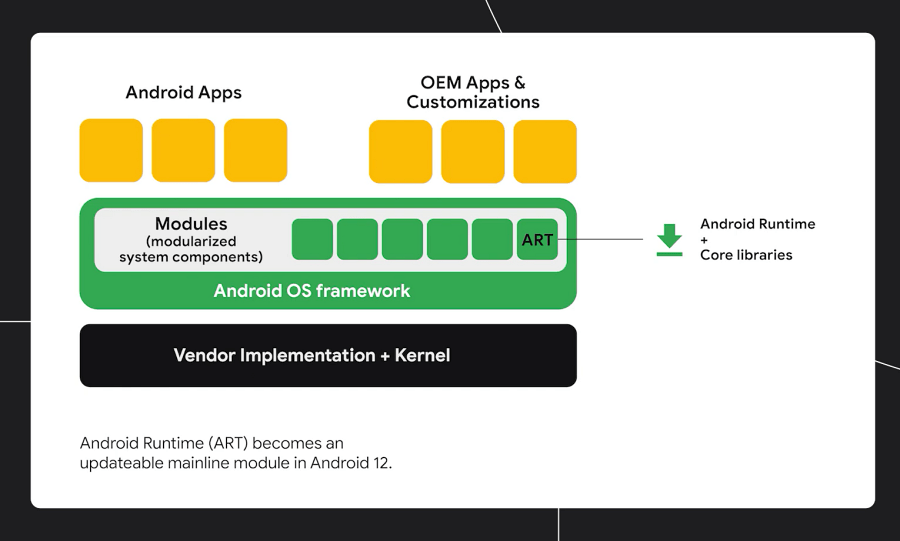 Android Apps
OEM Apps &
Customizations
Modules
(modularized
system components)
ART
Android Runtime
+
Core libraries
Android OS framework
Vendor Implementation + Kernel
Android Runtime (ART) becomes an
updateable mainline module in Android 12.